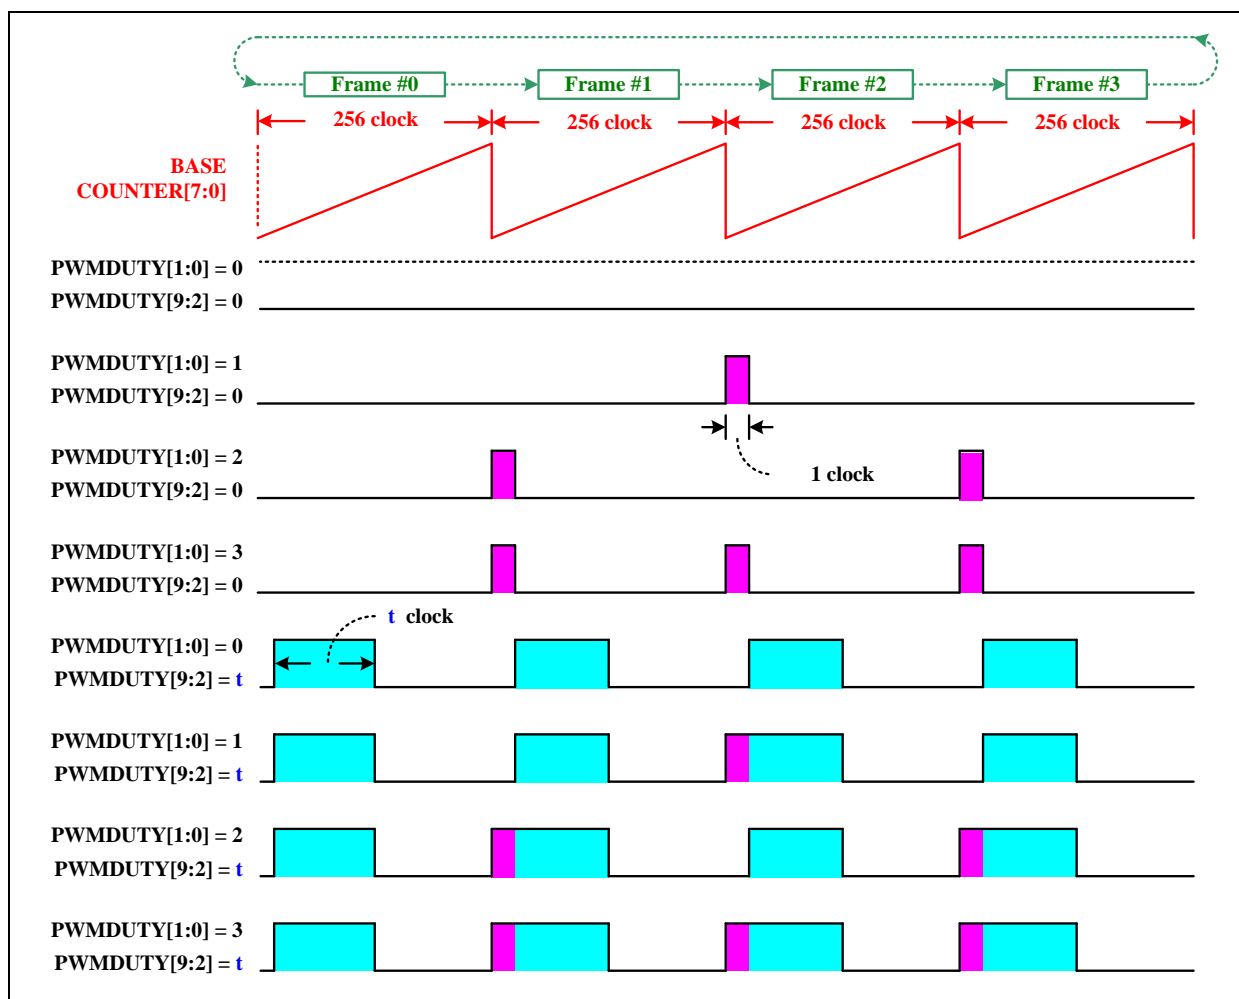 Frame #0 Frame #1 Frame #2 Frame #3
256 clock 256 clock 256 clock 256 clock
BASE
COUNTER[7:0]
PWMDUTY[1:0] = 0
PWMDUTY[9:2] = 0
PWMDUTY[1:0] = 1
PWMDUTY[9:2] = 0
PWMDUTY[1:0] = 2
1 clock
PWMDUTY[9:2] = 0
PWMDUTY[1:0] = 3
PWMDUTY[9:2] = 0
t clock
PWMDUTY[1:0] = 0
PWMDUTY[9:2] = t
PWMDUTY[1:0] = 1
PWMDUTY[9:2] = t
PWMDUTY[1:0] = 2
PWMDUTY[9:2] = t
PWMDUTY[1:0] = 3
PWMDUTY[9:2] = t